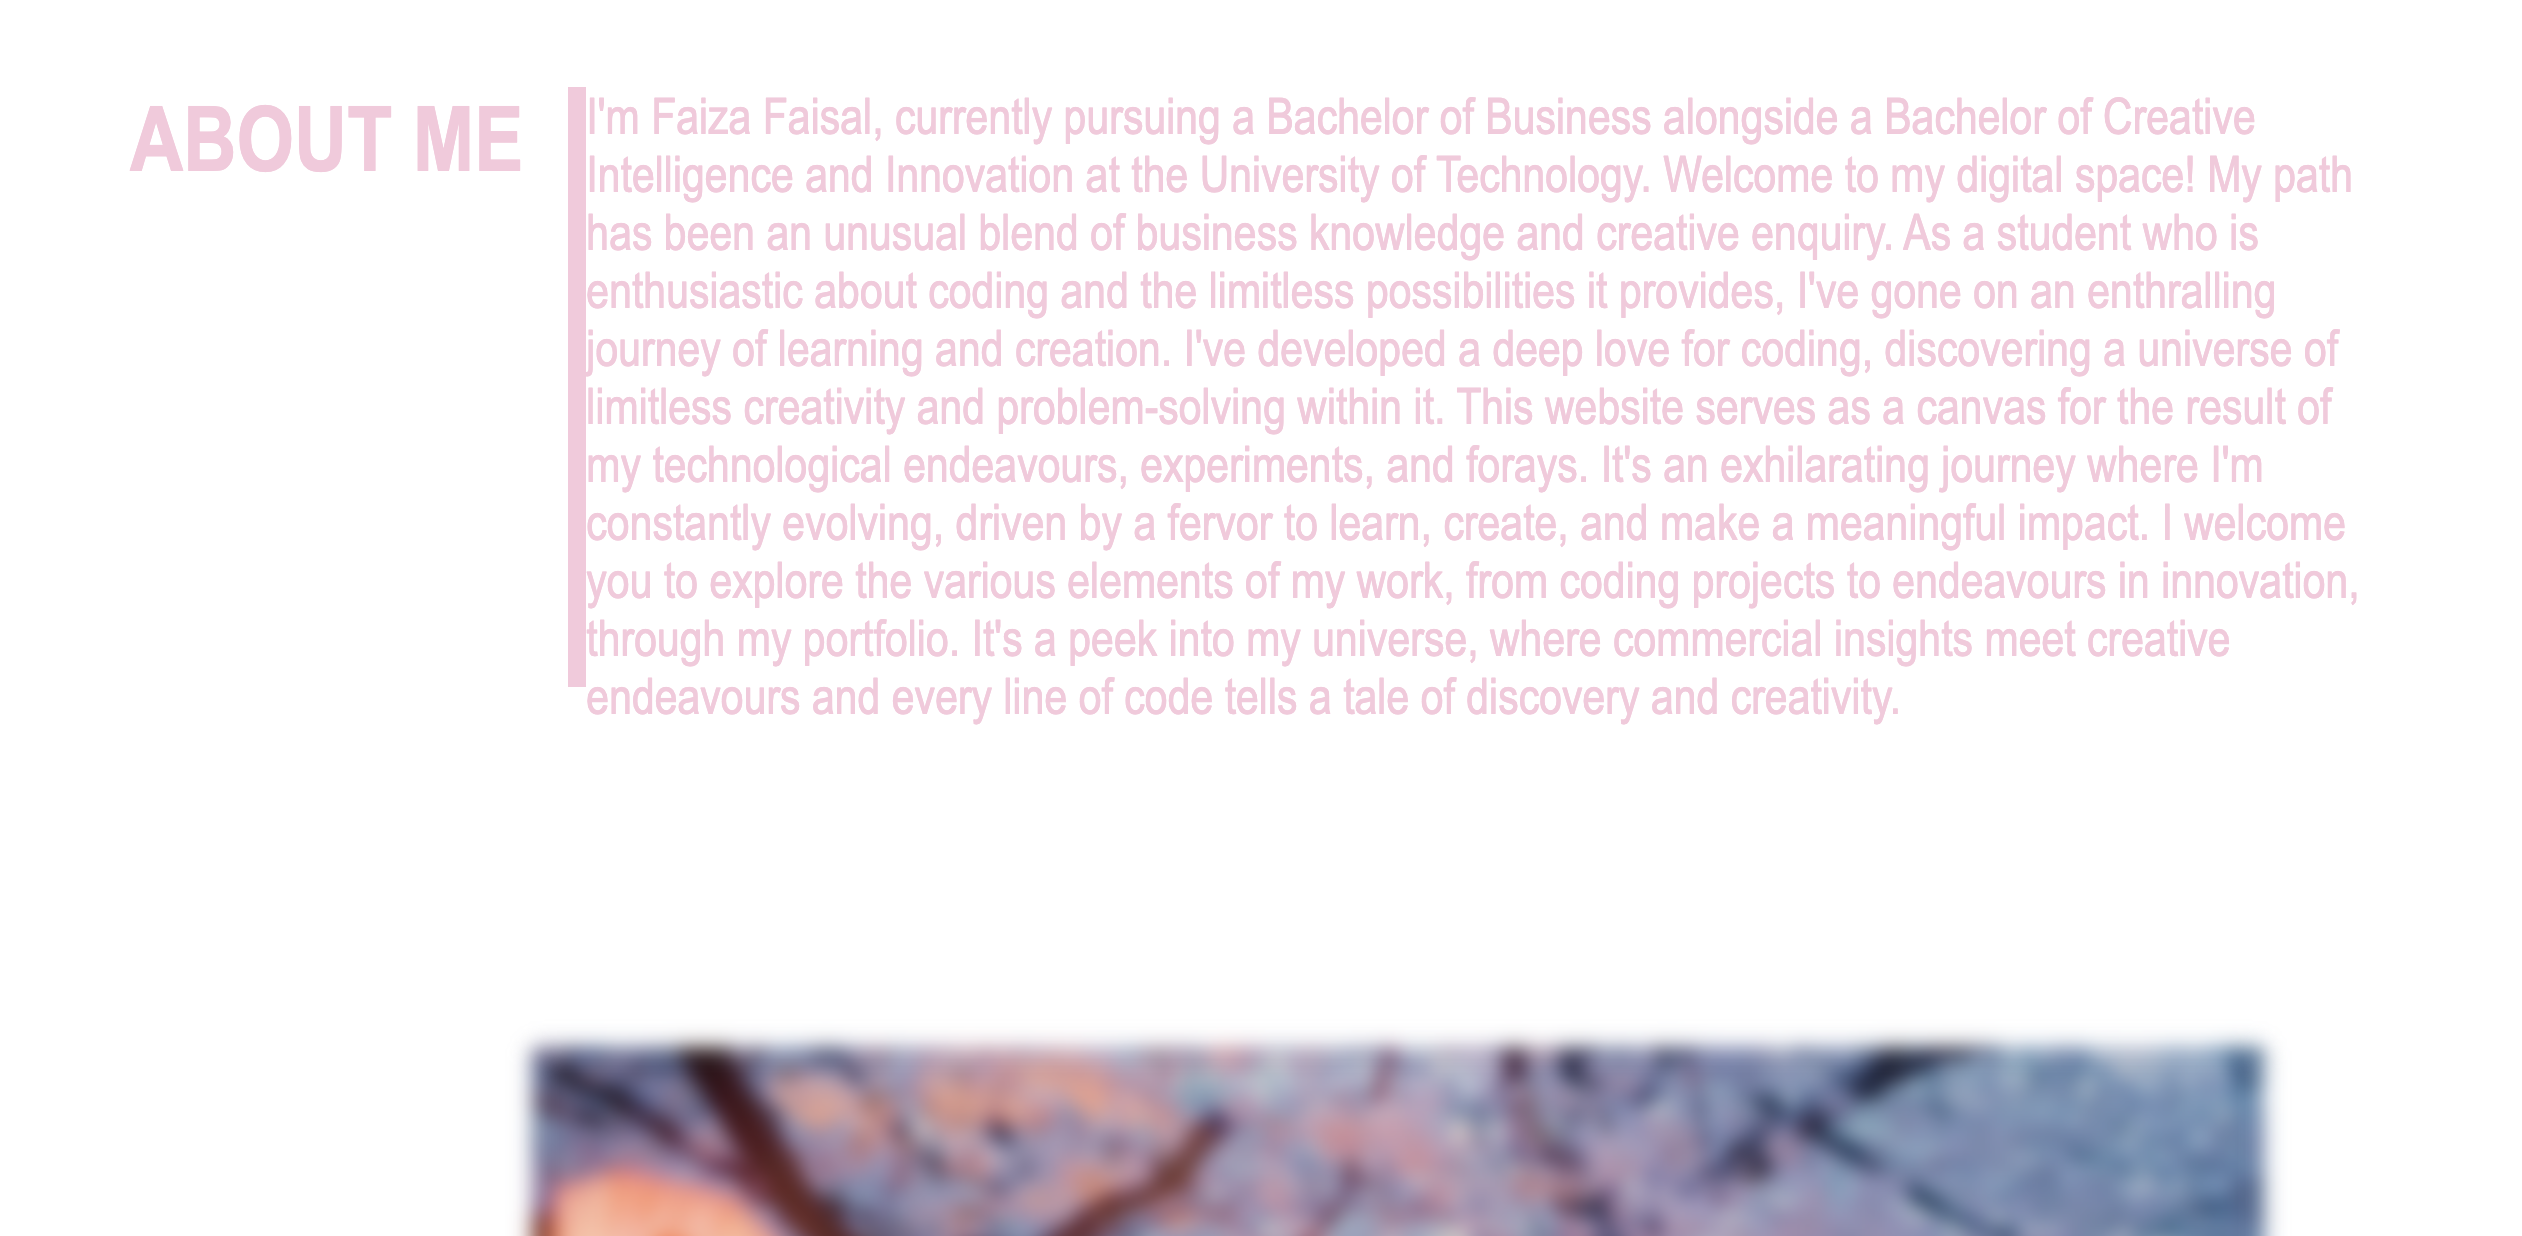 ABOUT ME
I'm Faiza Faisal, currently pursuing a Bachelor of Business alongside a Bachelor of Creative
Intelligence and Innovation at the University of Technology. Welcome to my digital space! My path
has been an unusual blend of business knowledge and creative enquiry. As a student who is
enthusiastic about coding and the limitless possibilities it provides, I've gone on an enthralling
journey of learning and creation. I've developed a deep love for coding, discovering a universe of
limitless creativity and problem-solving within it. This website serves as a canvas for the result of
my technological endeavours, experiments, and forays. It's an exhilarating journey where I'm
constantly evolving, driven by a fervor to learn, create, and make a meaningful impact. I welcome
you to explore the various elements of my work, from coding projects to endeavours in innovation,
through my portfolio. It's a peek into my universe, where commercial insights meet creative
endeavours and every line of code tells a tale of discovery and creativity.